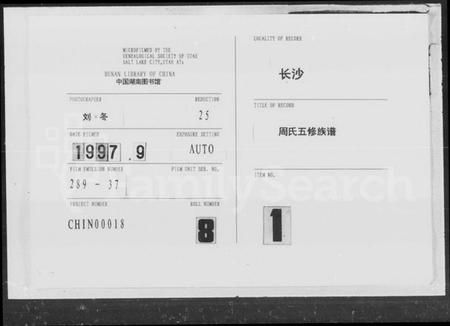 MICROFILMED BY THE
GENEALOGICAL SOCIETY OF UTAH
SALT LAKE CITY, UTAH AT:
HUNAN LIBRARY OF CHINA
中国湖南图书馆
PHOTOGRAPHER
REDUCTION
刘·冬
25
DATE FILMED
EXPOSURE SETTING
1997.9
AUTO
FILM EMULSION NUMBER
FILM UNIT SER. NO.
289 - 37
PROJECT NUMBER
ROLL NUMBER
CHIN00018
8
LOCALITY OF RECORD
长沙
TITLE OF RECORD
周氏五修族谱
ITEM NO.
1
FamilySearch